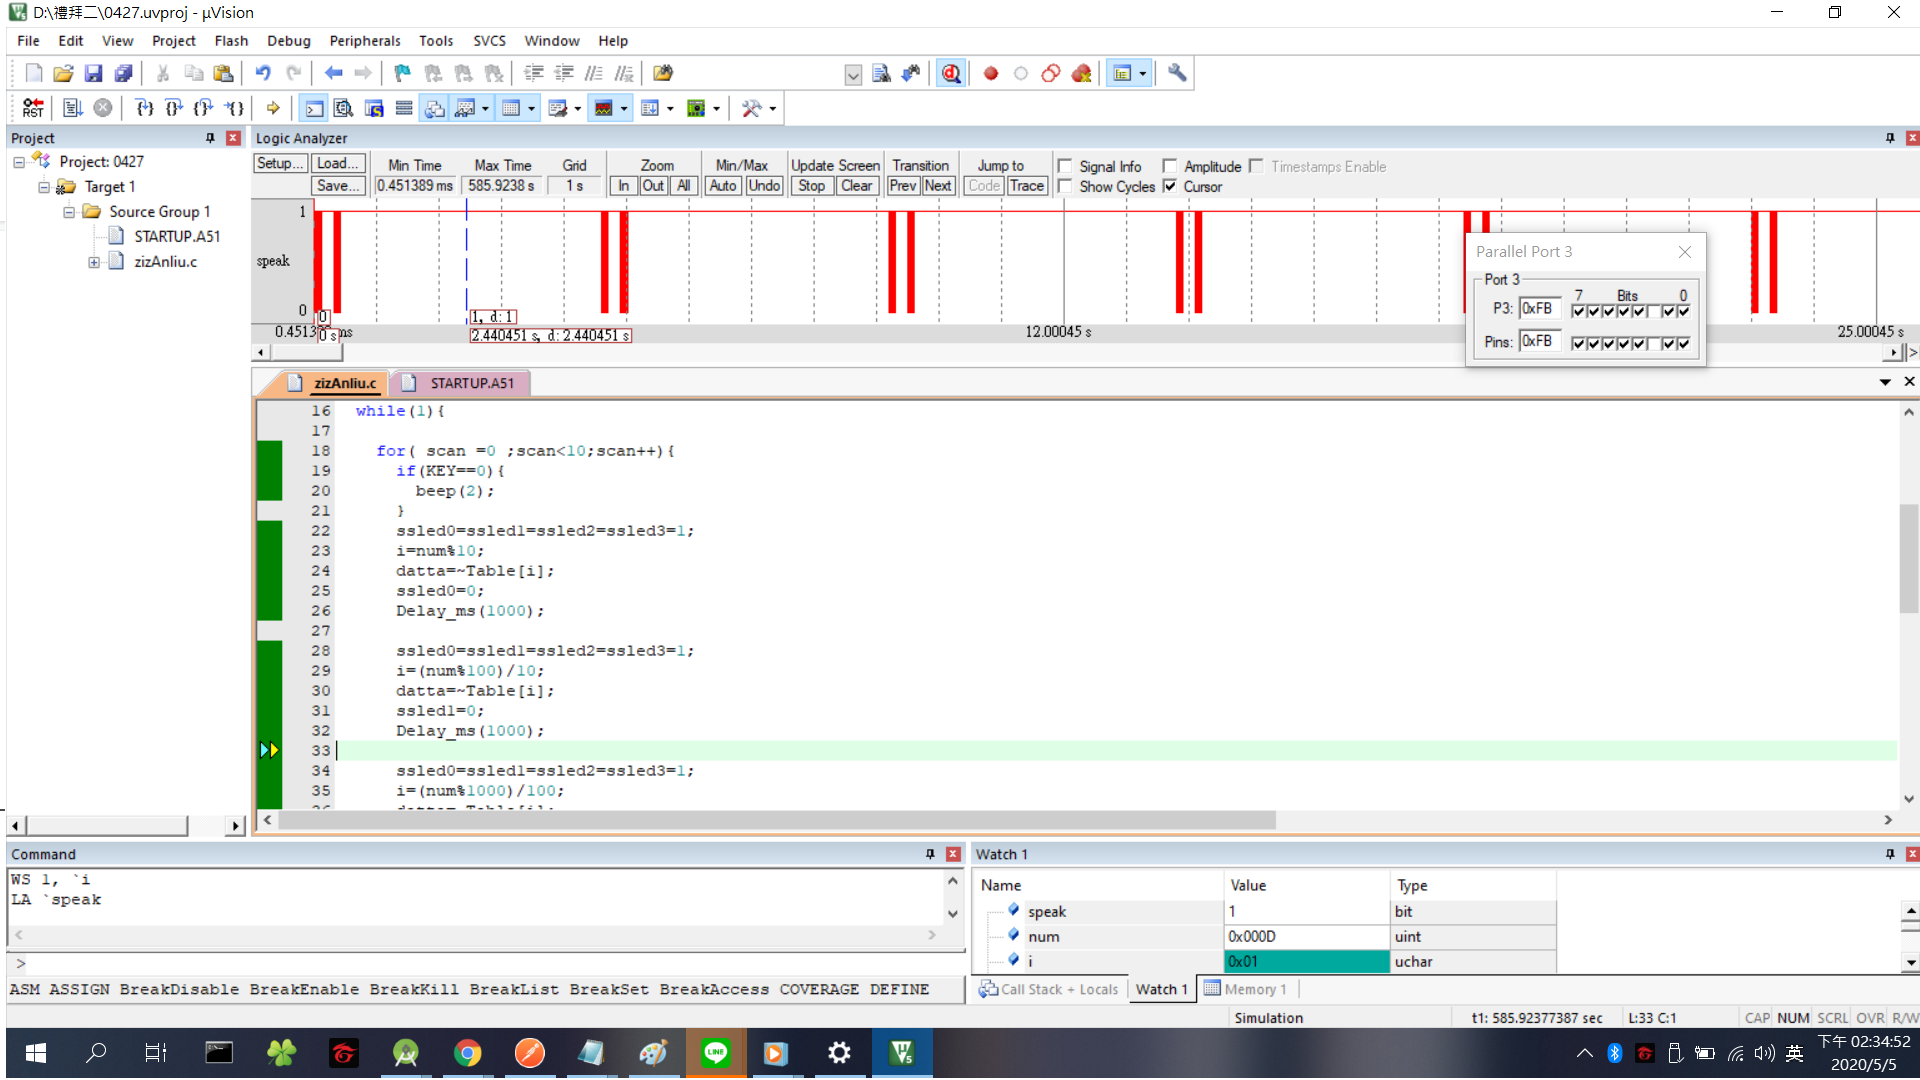 D:\禮拜二\0427.uvproj - µVision
File Edit View Project Flash Debug Peripherals Tools SVCS Window Help
RST
Project
Project: 0427
Target 1
Source Group 1
STARTUP.A51
zizAnliu.c
Logic Analyzer
Setup... Load... Min Time Max Time Grid Zoom Min/Max Update Screen Transition Jump to Signal Info Amplitude Timestamps Enable
Save... 0.451389 ms 585.9238 s 1 s In Out All Auto Undo Stop Clear Prev Next Code Trace Show Cycles Cursor
1
speak
0
0 1, d: 1
0 s 2.440451 s, d: 2.440451 s 12.00045 s 25.00045 s
Parallel Port 3
Port 3
7 Bits 0
P3: 0xFB
Pins: 0xFB
zizAnliu.c STARTUP.A51
16 while(1){
17
18 for( scan =0 ;scan<10;scan++){
19 if(KEY==0){
20 beep(2);
21 }
22 ssled0=ssled1=ssled2=ssled3=1;
23 i=num%10;
24 datta=~Table[i];
25 ssled0=0;
26 Delay_ms(1000);
27
28 ssled0=ssled1=ssled2=ssled3=1;
29 i=(num%100)/10;
30 datta=~Table[i];
31 ssled1=0;
32 Delay_ms(1000);
33
34 ssled0=ssled1=ssled2=ssled3=1;
35 i=(num%1000)/100;
Command
WS 1, `i
LA `speak
>
ASM ASSIGN BreakDisable BreakEnable BreakKill BreakList BreakSet BreakAccess COVERAGE DEFINE
Watch 1
Name Value Type
speak 1 bit
num 0x000D uint
i 0x01 uchar
Call Stack + Locals Watch 1 Memory 1
Simulation t1: 585.92377387 sec L:33 C:1 CAP NUM SCRL OVR R/W
LINE
英
下午 02:34:52
2020/5/5